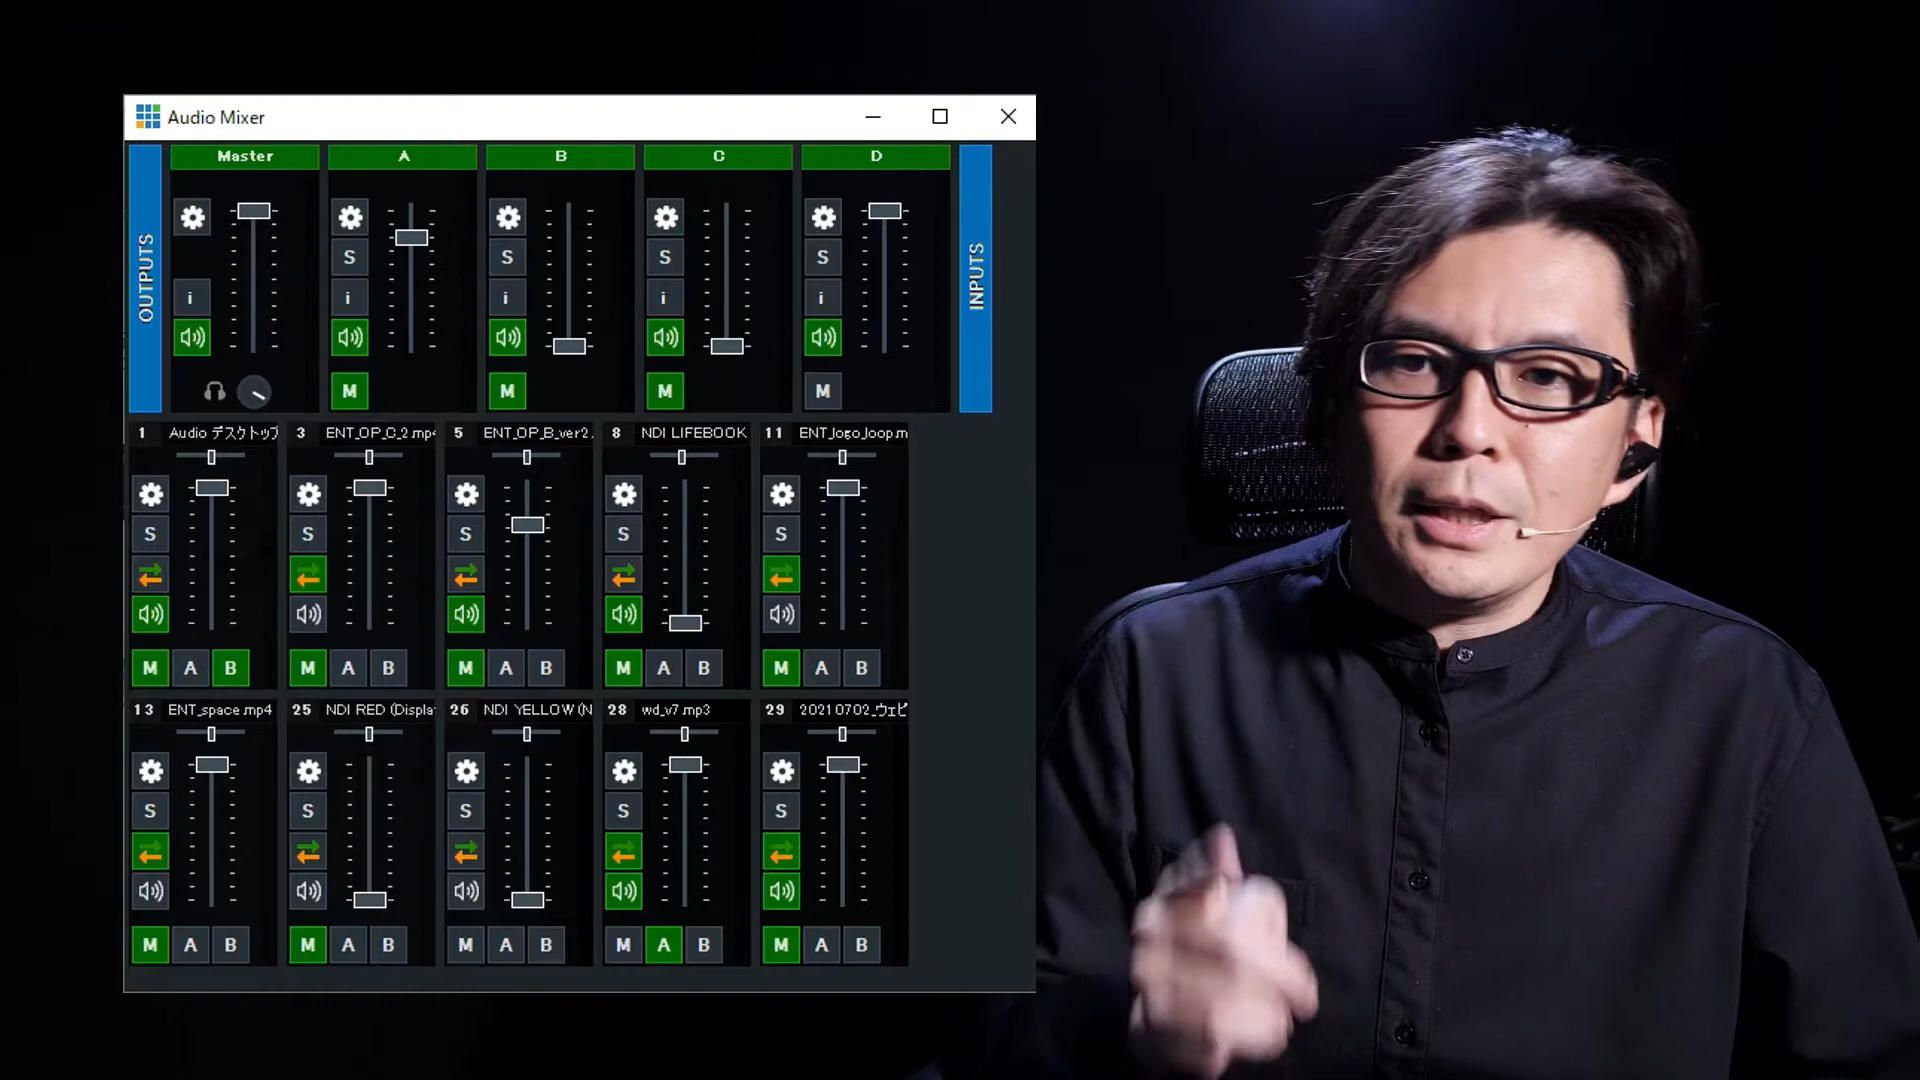 Audio Mixer
OUTPUTS
Master
A
B
C
D
INPUTS
S
S
S
S
i
i
i
i
i
M
M
M
M
1 Audio デスクトップ
3 ENT_OP_C_2.mp4
5 ENT_OP_B_ver2.
8 NDI LIFEBOOK
11 ENT_logo_loop.m
S
S
S
S
S
M A B
M A B
M A B
M A B
M A B
13 ENT_space.mp4
25 NDI RED (Displa
26 NDI YELLOW (N
28 wd_v7.mp3
29 20210702_ウェビ
S
S
S
S
S
M A B
M A B
M A B
M A B
M A B